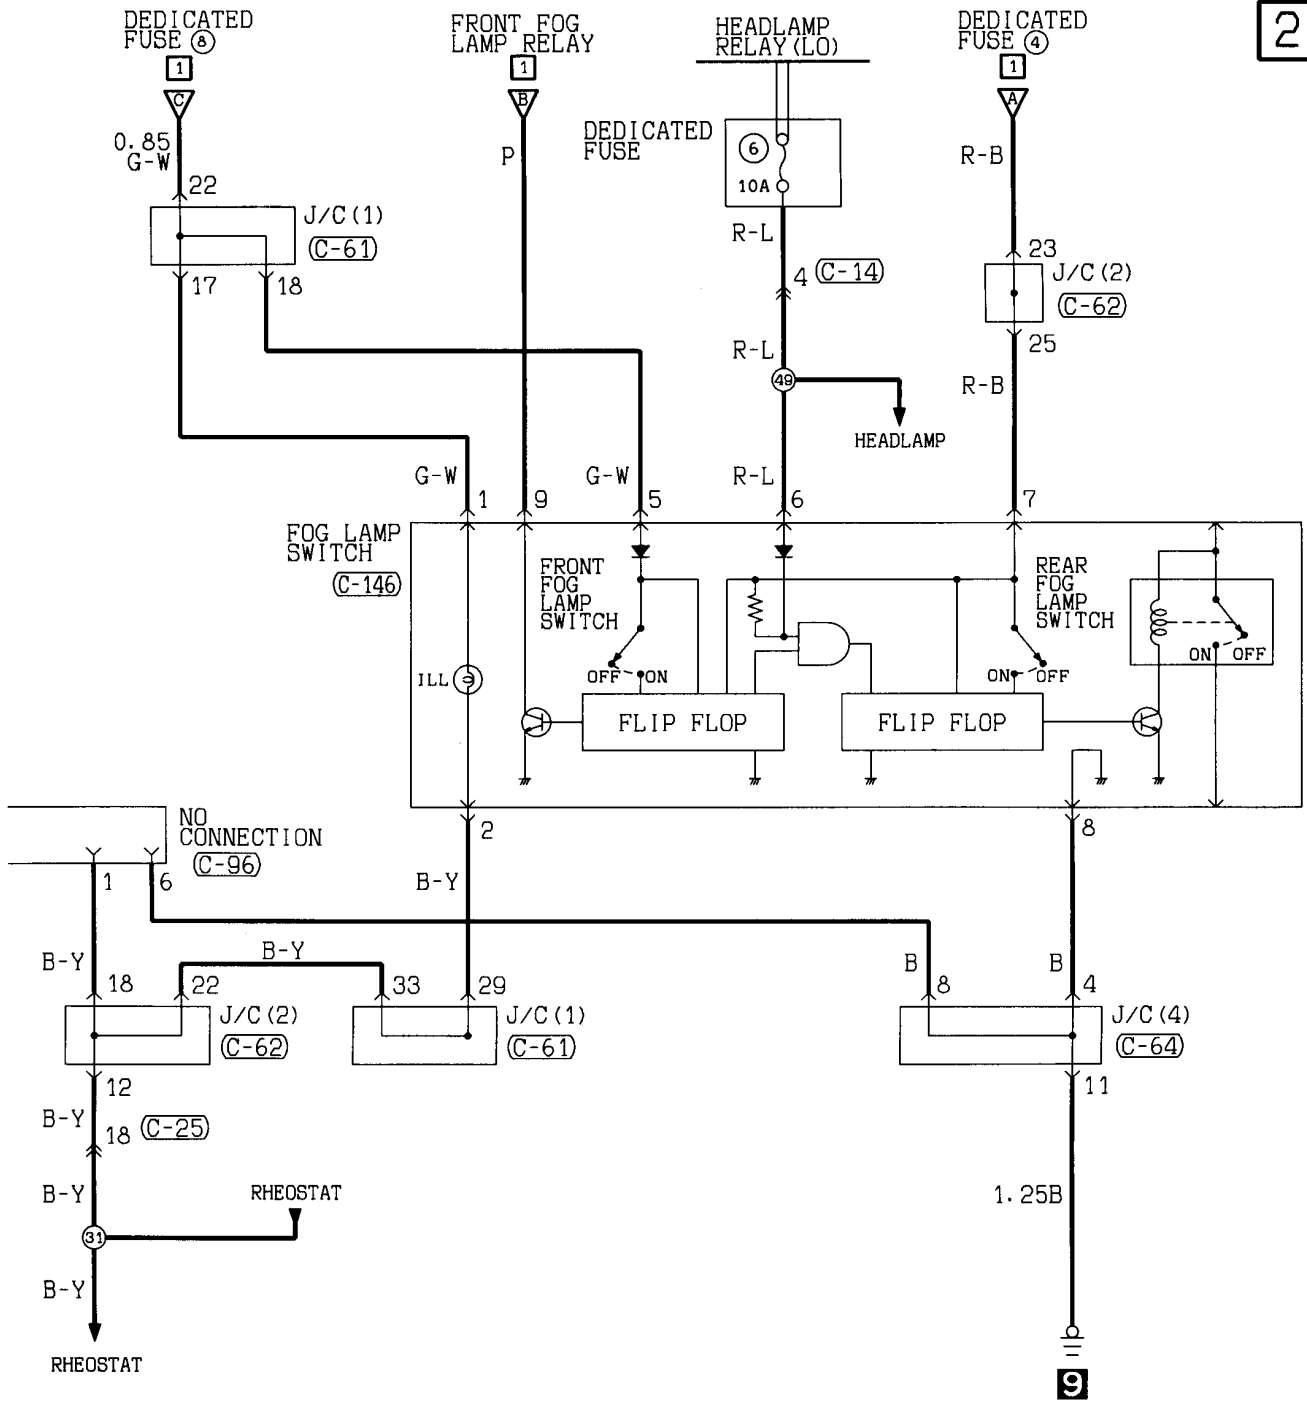 DEDICATED
FUSE 8
1
C
FRONT FOG
LAMP RELAY
1
B
HEADLAMP
RELAY (LO)
DEDICATED
FUSE 4
1
A
2
0.85
G-W
P
DEDICATED
FUSE
6
10A
R-B
22
J/C(1)
C-61
17
18
R-L
4
C-14
23
J/C(2)
C-62
25
R-L
49
R-B
HEADLAMP
G-W
1
9
G-W
5
R-L
6
7
FOG LAMP
SWITCH
C-146
FRONT
FOG
LAMP
SWITCH
REAR
FOG
LAMP
SWITCH
ILL
OFF
ON
ON
OFF
ON
OFF
FLIP FLOP
FLIP FLOP
NO
CONNECTION
C-96
1
6
2
8
B-Y
B-Y
B-Y
B
B
18
22
33
29
8
4
J/C(2)
C-62
J/C(1)
C-61
J/C(4)
C-64
12
11
B-Y
18
C-25
B-Y
RHEOSTAT
1.25B
31
B-Y
RHEOSTAT
9